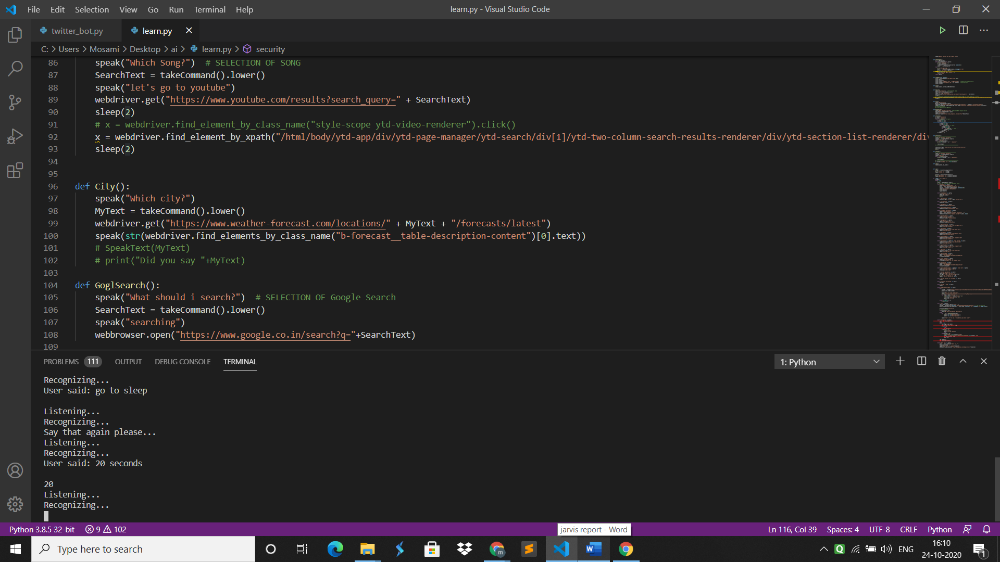 File Edit Selection View Go Run Terminal Help
learn.py - Visual Studio Code
twitter_bot.py
learn.py
C: > Users > Mosami > Desktop > ai > learn.py > security
86 speak("Which Song?")  # SELECTION OF SONG
87 SearchText = takeCommand().lower()
88 speak("let's go to youtube")
89 webdriver.get("https://www.youtube.com/results?search_query=" + SearchText)
90 sleep(2)
91 # x = webdriver.find_element_by_class_name("style-scope ytd-video-renderer").click()
92 x = webdriver.find_element_by_xpath("/html/body/ytd-app/div/ytd-page-manager/ytd-search/div[1]/ytd-two-column-search-results-renderer/div/ytd-section-list-renderer/div
93 sleep(2)
94
95
96 def City():
97 speak("Which city?")
98 MyText = takeCommand().lower()
99 webdriver.get("https://www.weather-forecast.com/locations/" + MyText + "/forecasts/latest")
100 speak(str(webdriver.find_elements_by_class_name("b-forecast__table-description-content")[0].text))
101 # SpeakText(MyText)
102 # print("Did you say "+MyText)
103
104 def GoglSearch():
105 speak("What should i search?")  # SELECTION OF Google Search
106 SearchText = takeCommand().lower()
107 speak("searching")
108 webbrowser.open("https://www.google.co.in/search?q="+SearchText)
109
PROBLEMS 111 OUTPUT DEBUG CONSOLE TERMINAL
1: Python
Recognizing...
User said: go to sleep
Listening...
Recognizing...
Say that again please...
Listening...
Recognizing...
User said: 20 seconds
20
Listening...
Recognizing...
Python 3.8.5 32-bit 9 102
jarvis report - Word
Ln 116, Col 39 Spaces: 4 UTF-8 CRLF Python
Type here to search
ENG
16:10
24-10-2020
1